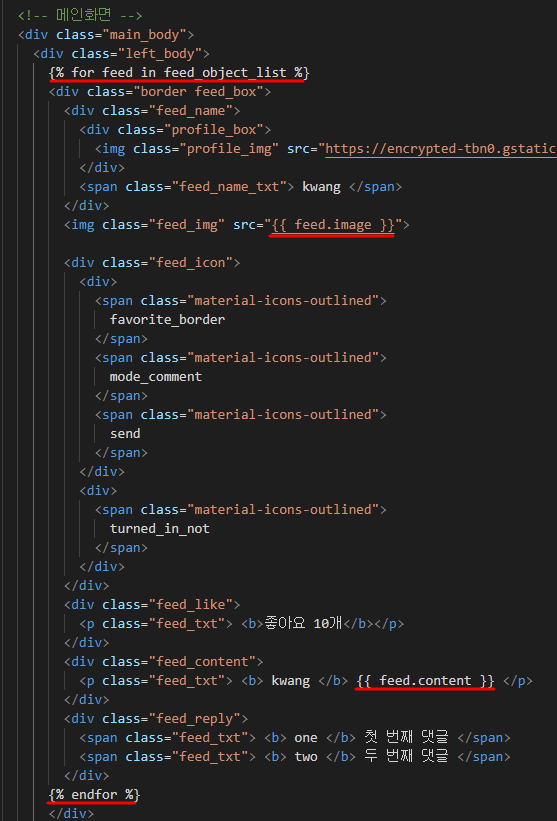 <!-- 메인화면 -->
<div class="main_body">
<div class="left_body">
{% for feed in feed_object_list %}
<div class="border feed_box">
<div class="feed_name">
<div class="profile_box">
<img class="profile_img" src="https://encrypted-tbn0.gstatic
</div>
<span class="feed_name_txt"> kwang </span>
</div>
<img class="feed_img" src="{{ feed.image }}">
<div class="feed_icon">
<div>
<span class="material-icons-outlined">
favorite_border
</span>
<span class="material-icons-outlined">
mode_comment
</span>
<span class="material-icons-outlined">
send
</span>
</div>
<div>
<span class="material-icons-outlined">
turned_in_not
</span>
</div>
</div>
<div class="feed_like">
<p class="feed_txt"> <b>좋아요 10개</b></p>
</div>
<div class="feed_content">
<p class="feed_txt"> <b> kwang </b> {{ feed.content }} </p>
</div>
<div class="feed_reply">
<span class="feed_txt"> <b> one </b> 첫 번째 댓글 </span>
<span class="feed_txt"> <b> two </b> 두 번째 댓글 </span>
</div>
{% endfor %}
</div>